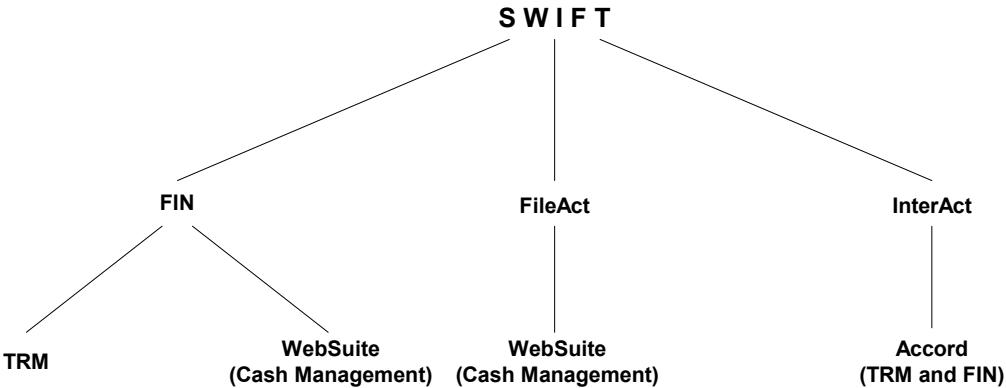 S W I F T
FIN
FileAct
InterAct
TRM
WebSuite
(Cash Management)
WebSuite
(Cash Management)
Accord
(TRM and FIN)